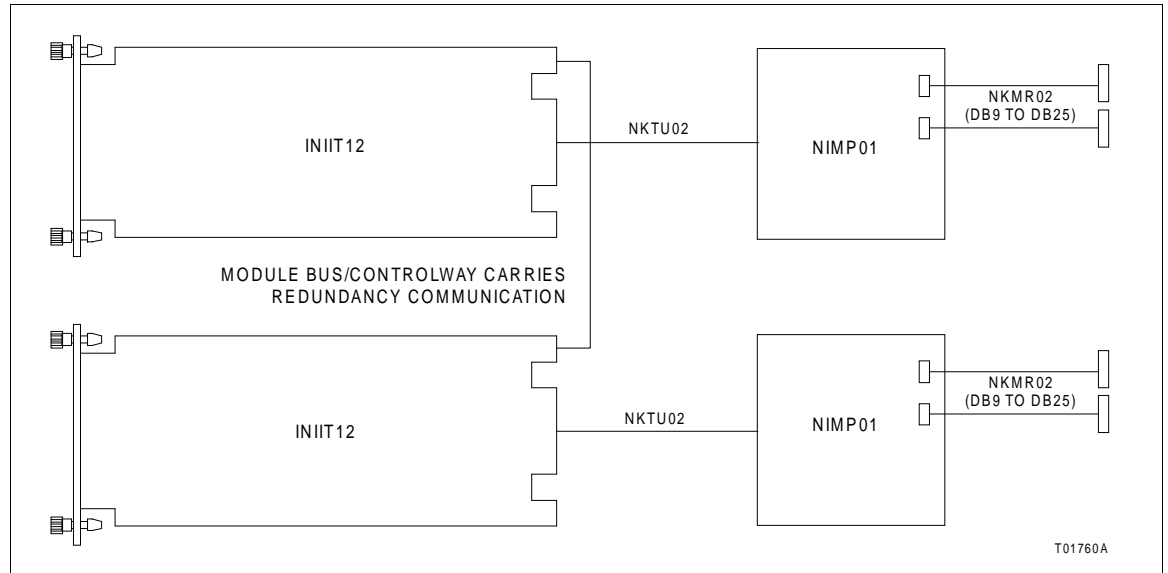 INIIT12
NKTU02
NIMP01
NKMR02
(DB9 TO DB25)
MODULE BUS/CONTROLWAY CARRIES
REDUNDANCY COMMUNICATION
INIIT12
NKTU02
NIMP01
NKMR02
(DB9 TO DB25)
T01760A